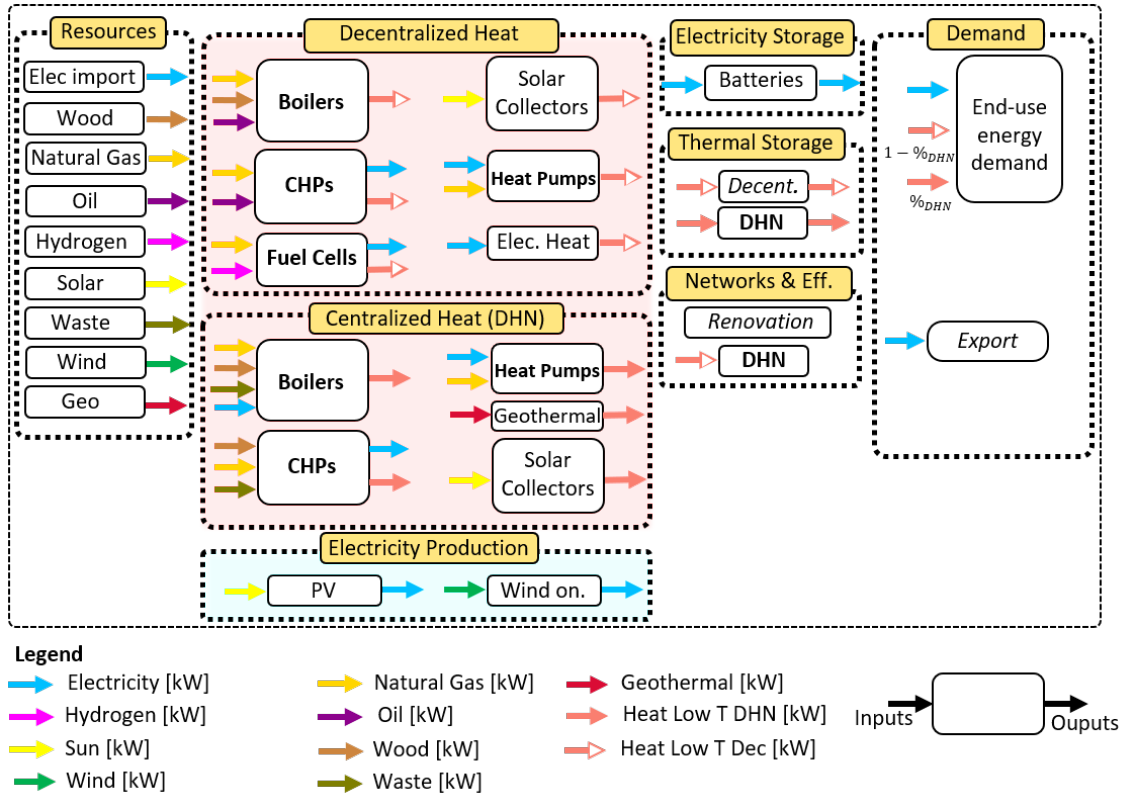 Resources
Elec import
Wood
Natural Gas
Oil
Hydrogen
Solar
Waste
Wind
Geo
Decentralized Heat
Boilers
Solar
Collectors
CHPs
Heat Pumps
Fuel Cells
Elec. Heat
Centralized Heat (DHN)
Boilers
Heat Pumps
Geothermal
CHPs
Solar
Collectors
Electricity Production
PV
Wind on.
Electricity Storage
Batteries
Thermal Storage
Decent.
DHN
Networks & Eff.
Renovation
DHN
Demand
End-use
energy
demand
1 − %DHN
%DHN
Export
Legend
Electricity [kW]
Hydrogen [kW]
Sun [kW]
Wind [kW]
Natural Gas [kW]
Oil [kW]
Wood [kW]
Waste [kW]
Geothermal [kW]
Heat Low T DHN [kW]
Heat Low T Dec [kW]
Inputs
Ouputs